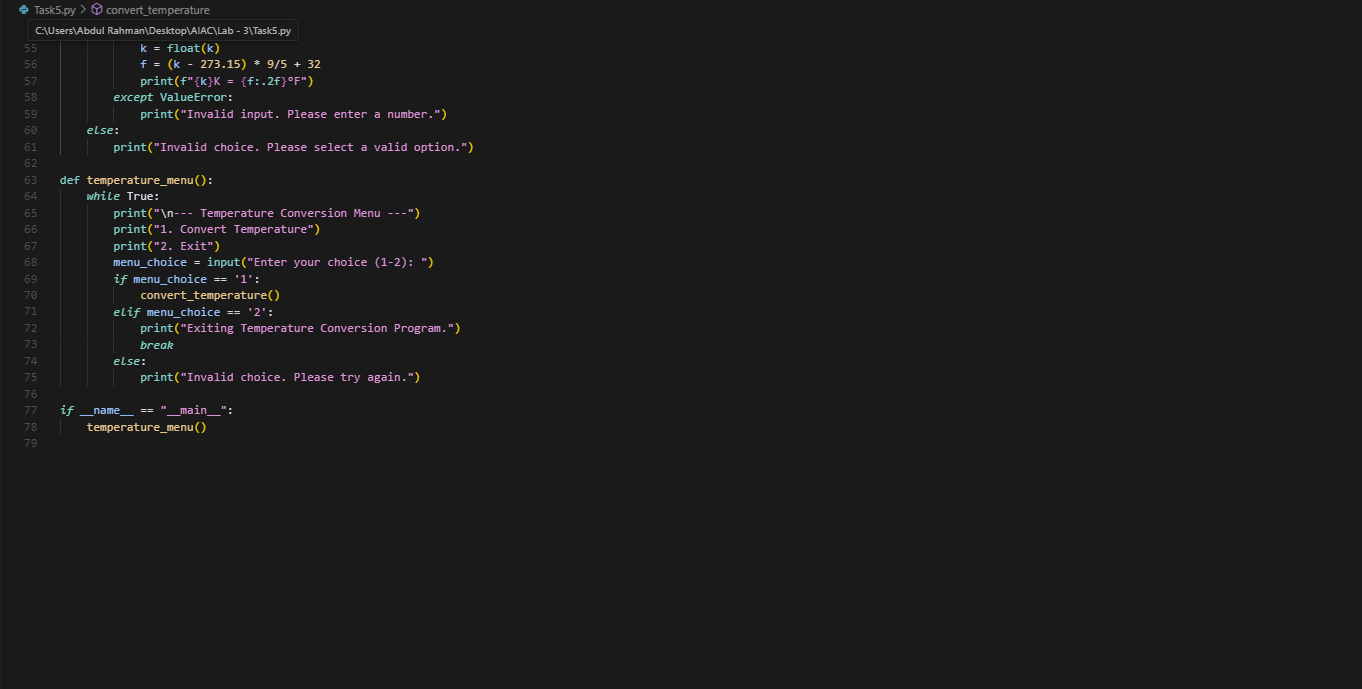 Task5.py > convert_temperature
C:\Users\Abdul Rahman\Desktop\AIAC\Lab - 3\Task5.py
55             k = float(k)
56             f = (k - 273.15) * 9/5 + 32
57             print(f"{k}K = {f:.2f}°F")
58         except ValueError:
59             print("Invalid input. Please enter a number.")
60     else:
61         print("Invalid choice. Please select a valid option.")
62
63 def temperature_menu():
64     while True:
65         print("\n--- Temperature Conversion Menu ---")
66         print("1. Convert Temperature")
67         print("2. Exit")
68         menu_choice = input("Enter your choice (1-2): ")
69         if menu_choice == '1':
70             convert_temperature()
71         elif menu_choice == '2':
72             print("Exiting Temperature Conversion Program.")
73             break
74         else:
75             print("Invalid choice. Please try again.")
76
77 if __name__ == "__main__":
78     temperature_menu()
79